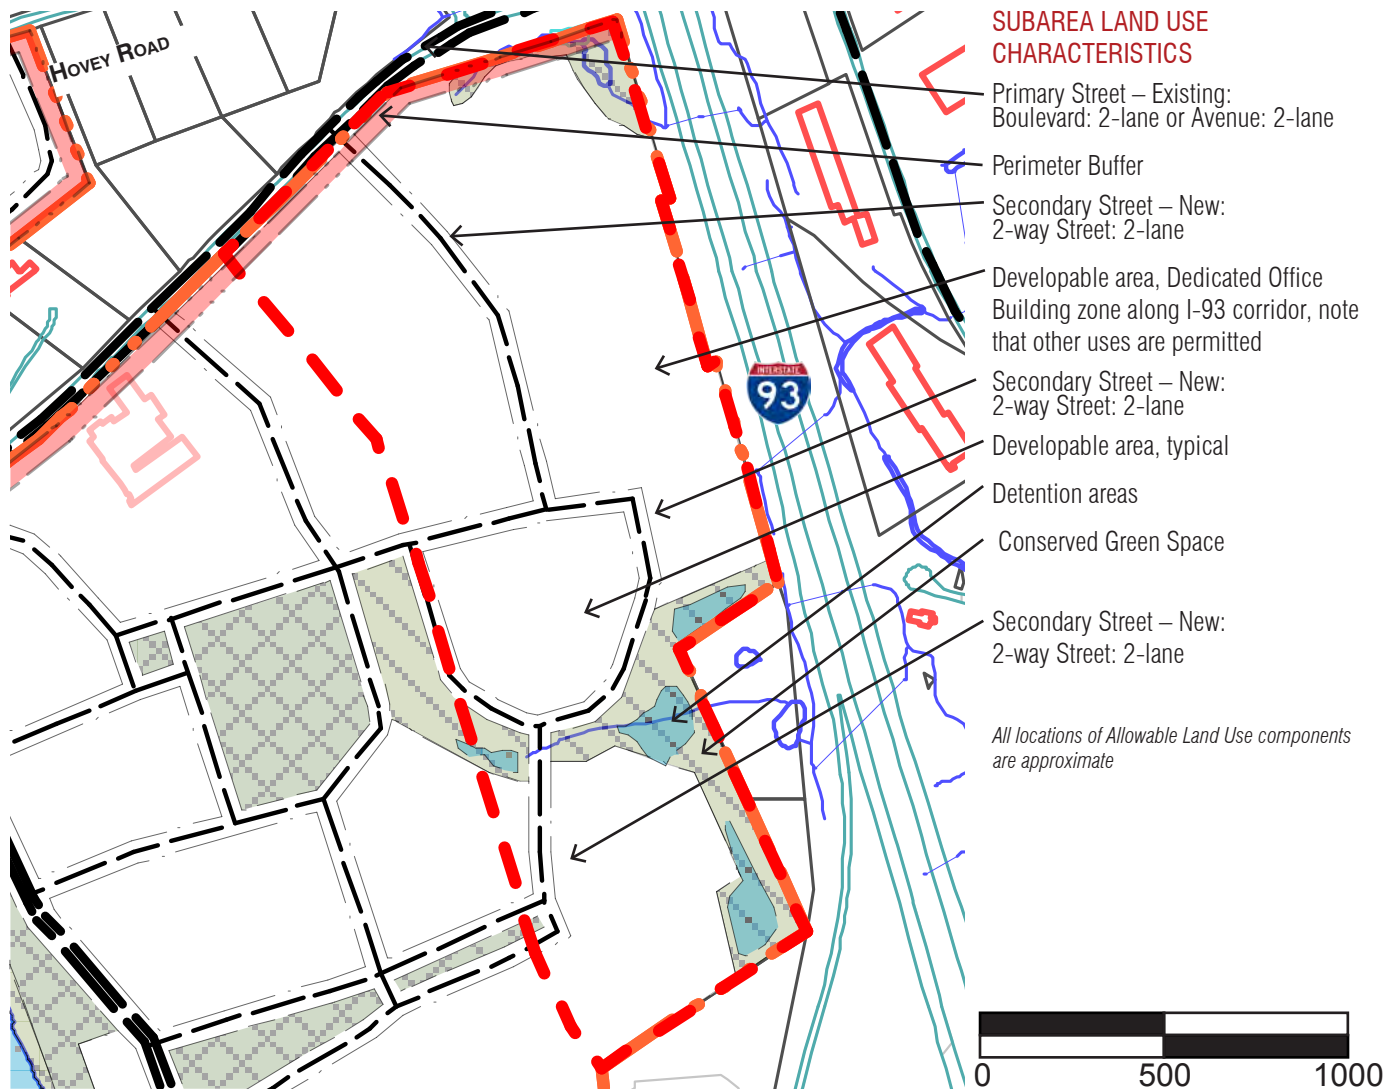 HOVEY ROAD
SUBAREA LAND USE
CHARACTERISTICS
Primary Street – Existing:
Boulevard: 2-lane or Avenue: 2-lane
Perimeter Buffer
Secondary Street – New:
2-way Street: 2-lane
Developable area, Dedicated Office
Building zone along I-93 corridor, note
that other uses are permitted
INTERSTATE
93
Secondary Street – New:
2-way Street: 2-lane
Developable area, typical
Detention areas
Conserved Green Space
Secondary Street – New:
2-way Street: 2-lane
All locations of Allowable Land Use components
are approximate
0 500 1000